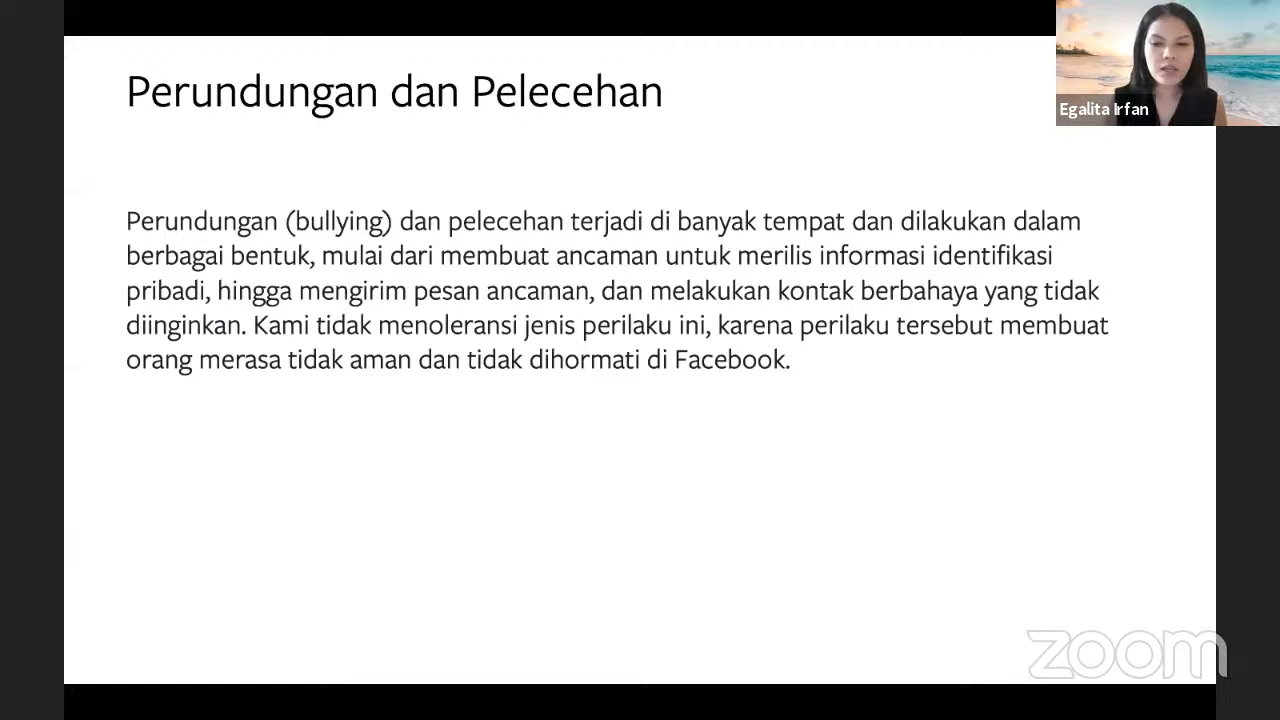 Perundungan dan Pelecehan
Egalita Irfan
Perundungan (bullying) dan pelecehan terjadi di banyak tempat dan dilakukan dalam
berbagai bentuk, mulai dari membuat ancaman untuk merilis informasi identifikasi
pribadi, hingga mengirim pesan ancaman, dan melakukan kontak berbahaya yang tidak
diinginkan. Kami tidak menoleransi jenis perilaku ini, karena perilaku tersebut membuat
orang merasa tidak aman dan tidak dihormati di Facebook.
zoom